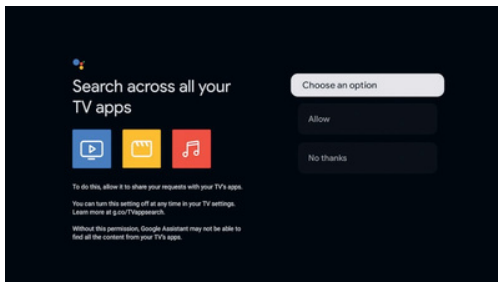 Search across all your
TV apps
To do this, allow it to share your requests with your TV's apps.
You can turn this setting off at any time in your TV settings.
Learn more at g.co/TVappsearch.
Without this permission, Google Assistant may not be able to
find all the content from your TV's apps.
Choose an option
Allow
No thanks